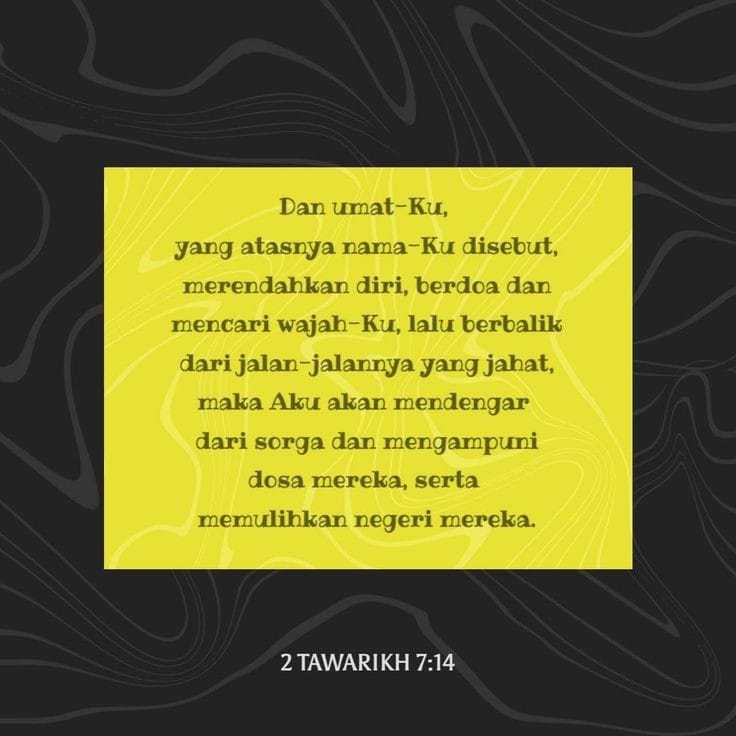 Dan umat-Ku,
yang atasnya nama-Ku disebut,
merendahkan diri, berdoa dan
mencari wajah-Ku, lalu berbalik
dari jalan-jalannya yang jahat,
maka Aku akan mendengar
dari sorga dan mengampuni
dosa mereka, serta
memulihkan negeri mereka.
2 TAWARIKH 7:14